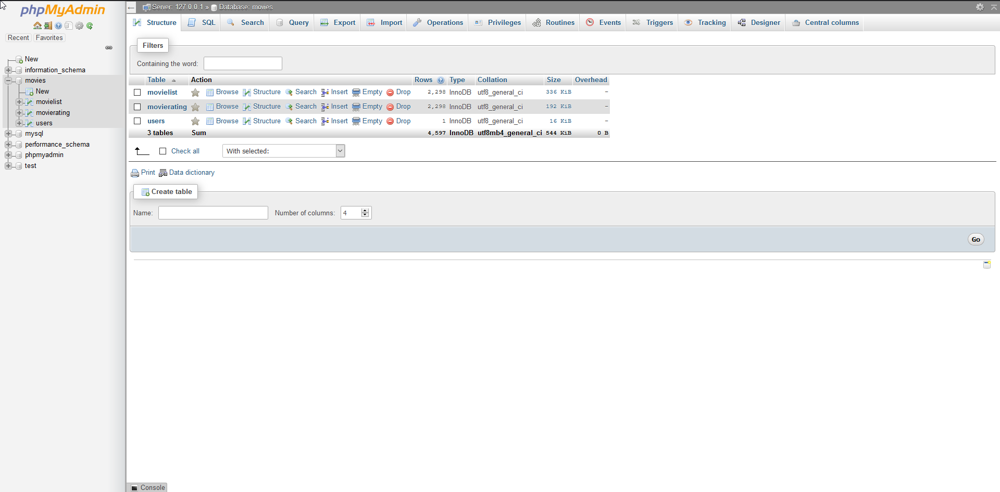 phpMyAdmin
Recent Favorites
New
information_schema
movies
New
movielist
movierating
users
mysql
performance_schema
phpmyadmin
test
Server: 127.0.0.1 » Database: movies
Structure SQL Search Query Export Import Operations Privileges Routines Events Triggers Tracking Designer Central columns
Filters
Containing the word:
Table Action Rows Type Collation Size Overhead
movielist Browse Structure Search Insert Empty Drop 2,298 InnoDB utf8_general_ci 336 KiB -
movierating Browse Structure Search Insert Empty Drop 2,298 InnoDB utf8_general_ci 192 KiB -
users Browse Structure Search Insert Empty Drop 1 InnoDB utf8_general_ci 16 KiB -
3 tables Sum 4,597 InnoDB utf8mb4_general_ci 544 KiB 0 B
Check all With selected:
Print Data dictionary
Create table
Name: Number of columns: 4
Go
Console